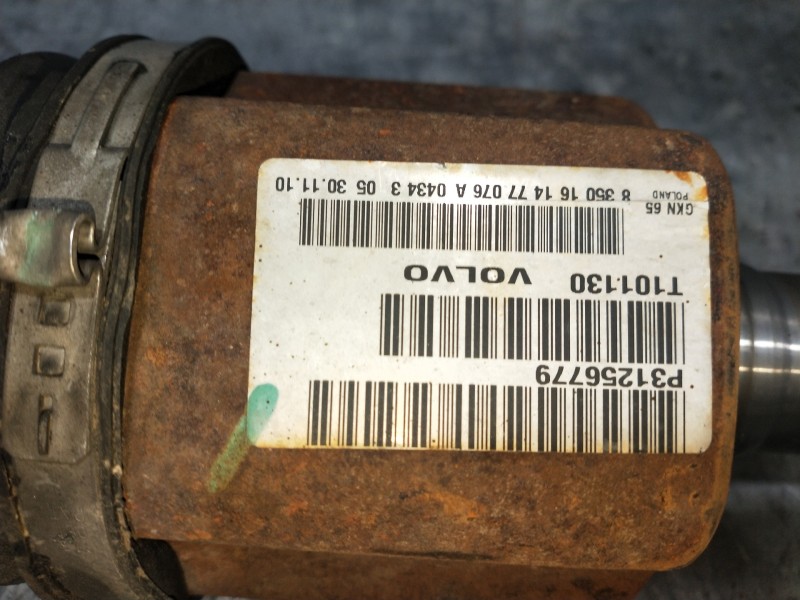 P31256779
T101130 VOLVO
GKN 65
POLAND
8 350 16 14 77 076 A 0434 3 05 30.11.10